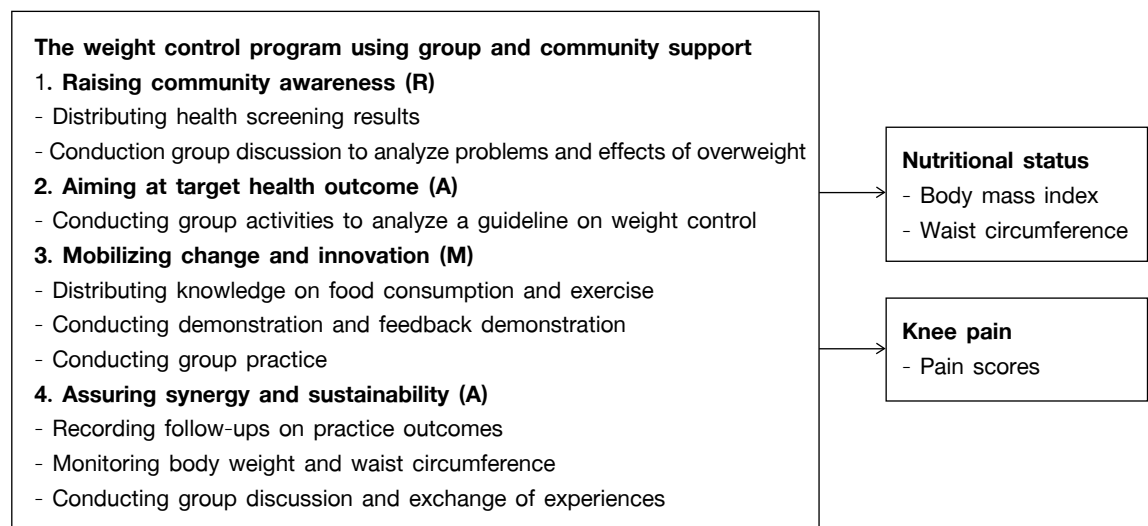 The weight control program using group and community support
1. Raising community awareness (R)
- Distributing health screening results
- Conduction group discussion to analyze problems and effects of overweight
2. Aiming at target health outcome (A)
- Conducting group activities to analyze a guideline on weight control
3. Mobilizing change and innovation (M)
- Distributing knowledge on food consumption and exercise
- Conducting demonstration and feedback demonstration
- Conducting group practice
4. Assuring synergy and sustainability (A)
- Recording follow-ups on practice outcomes
- Monitoring body weight and waist circumference
- Conducting group discussion and exchange of experiences
Nutritional status
- Body mass index
- Waist circumference
Knee pain
- Pain scores